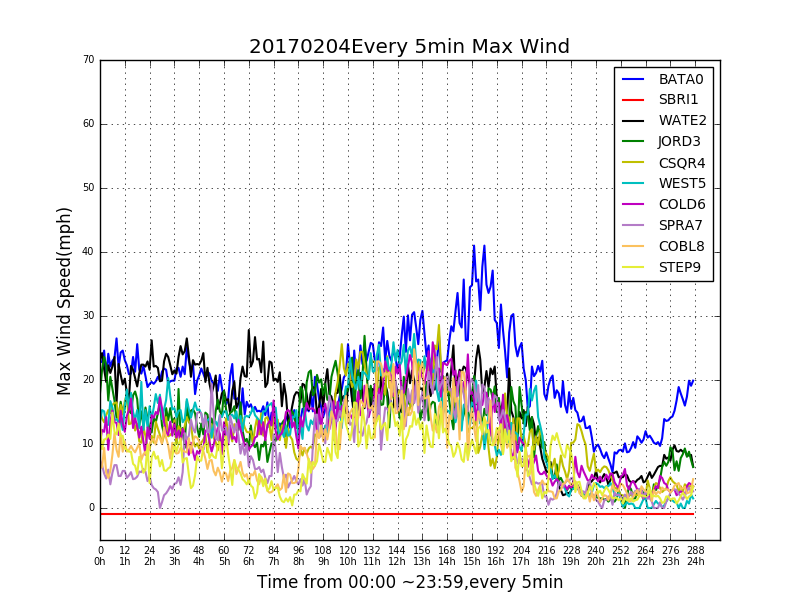 20170204Every 5min Max Wind
70
60
50
40
30
20
10
0
Max Wind Speed(mph)
BATA0
SBRI1
WATE2
JORD3
CSQR4
WEST5
COLD6
SPRA7
COBL8
STEP9
0 12 24 36 48 60 72 84 96 108 120 132 144 156 168 180 192 204 216 228 240 252 264 276 288
0h 1h 2h 3h 4h 5h 6h 7h 8h 9h 10h 11h 12h 13h 14h 15h 16h 17h 18h 19h 20h 21h 22h 23h 24h
Time from 00:00 ~23:59,every 5min